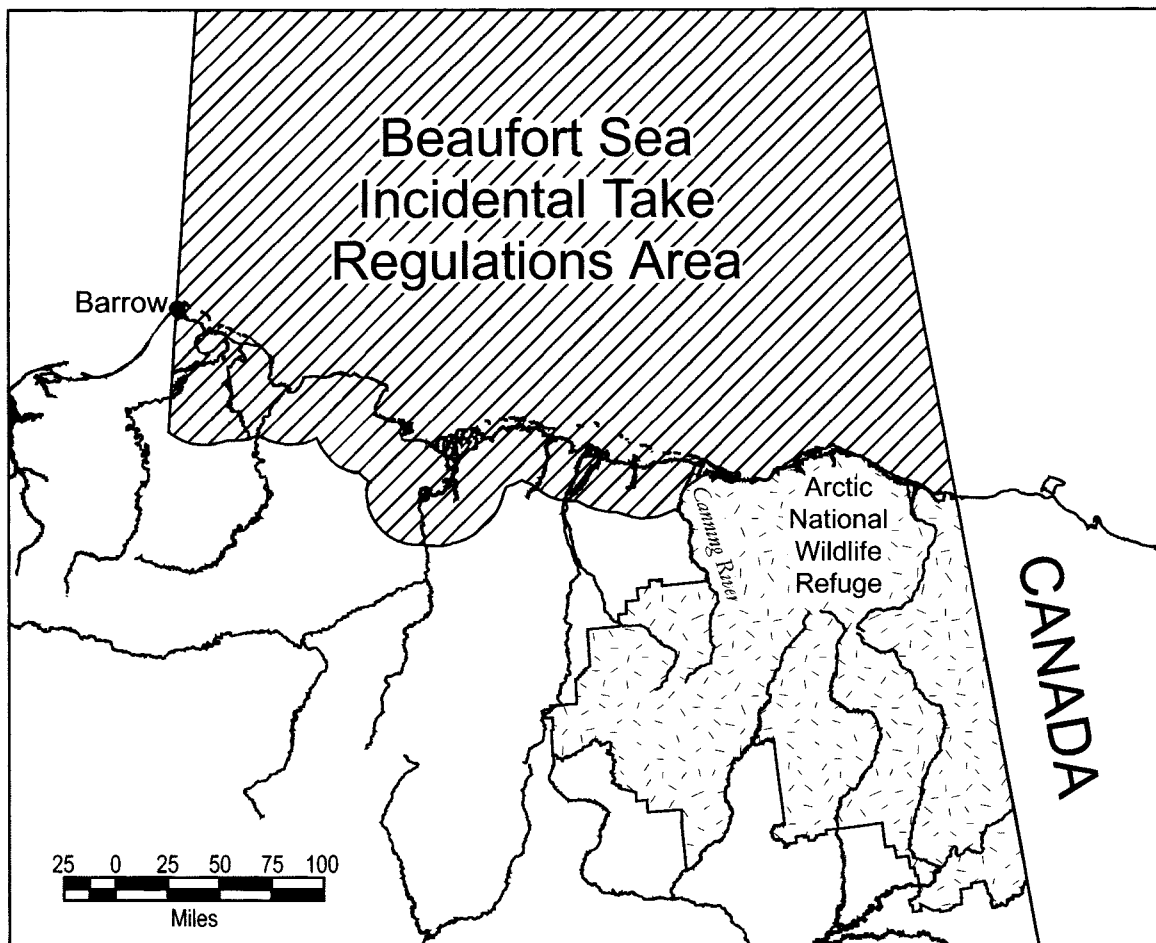 Beaufort Sea
Incidental Take
Regulations Area
Barrow
Canning River
Arctic
National
Wildlife
Refuge
CANADA
25 0 25 50 75 100
Miles